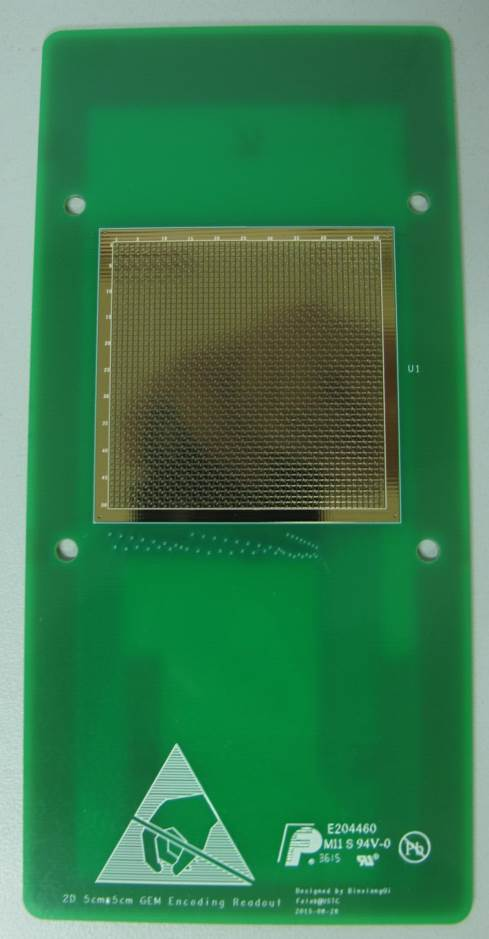 U1
E204460
M11 S 94V-0
3615
Pb
2D 5cm*5cm GEM Encoding Readout
Designed by BinxiangQi
fatek@USTC
2015-08-28